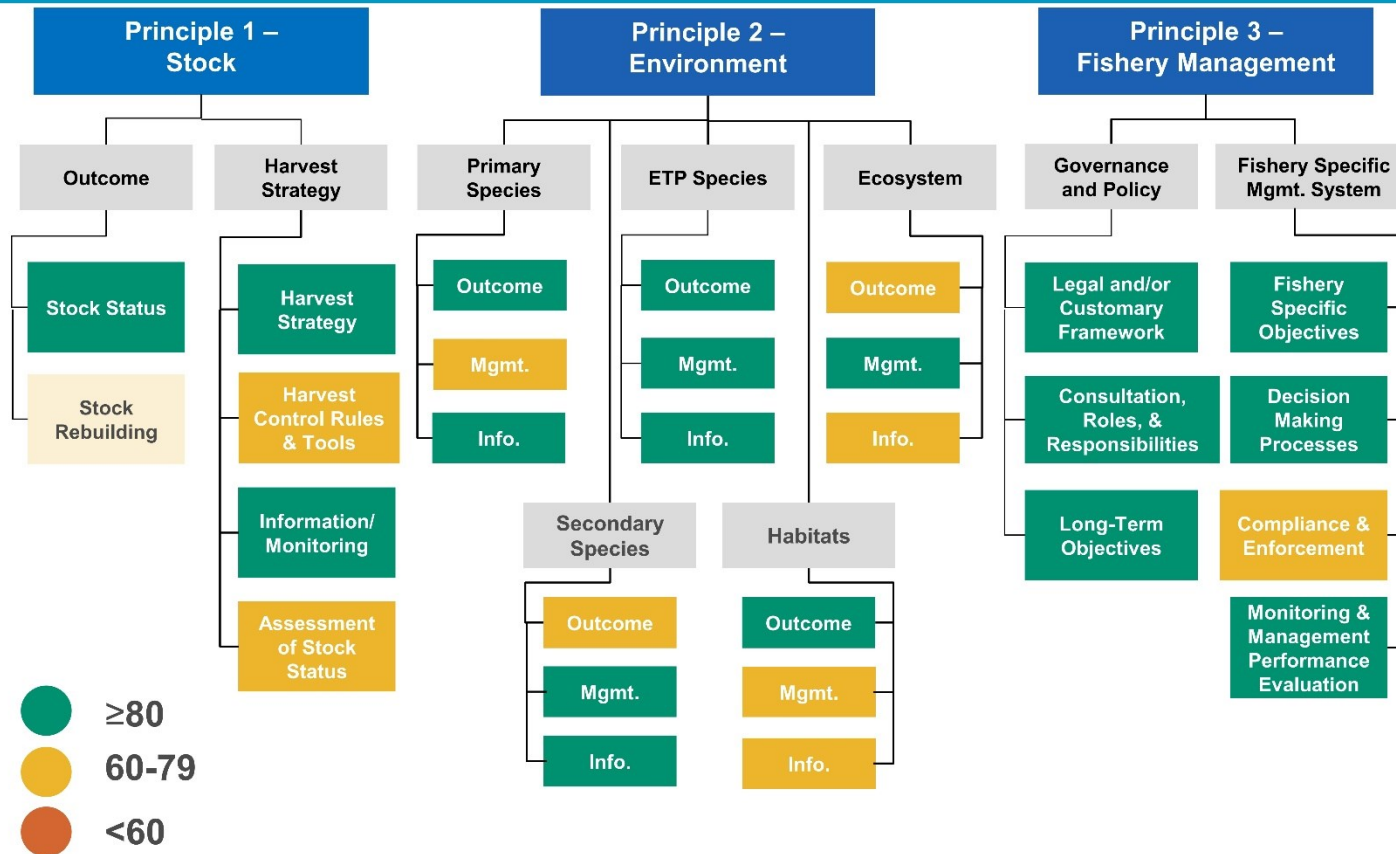 Principle 1 –
Stock
Principle 2 –
Environment
Principle 3 –
Fishery Management
Outcome
Harvest
Strategy
Primary
Species
ETP Species
Ecosystem
Governance
and Policy
Fishery Specific
Mgmt. System
Stock Status
Stock
Rebuilding
Harvest
Strategy
Harvest
Control Rules
& Tools
Information/
Monitoring
Assessment
of Stock
Status
Outcome
Mgmt.
Info.
Outcome
Mgmt.
Info.
Outcome
Mgmt.
Info.
Secondary
Species
Habitats
Outcome
Mgmt.
Info.
Outcome
Mgmt.
Info.
Legal and/or
Customary
Framework
Consultation,
Roles, &
Responsibilities
Long-Term
Objectives
Fishery
Specific
Objectives
Decision
Making
Processes
Compliance &
Enforcement
Monitoring &
Management
Performance
Evaluation
≥80
60-79
<60